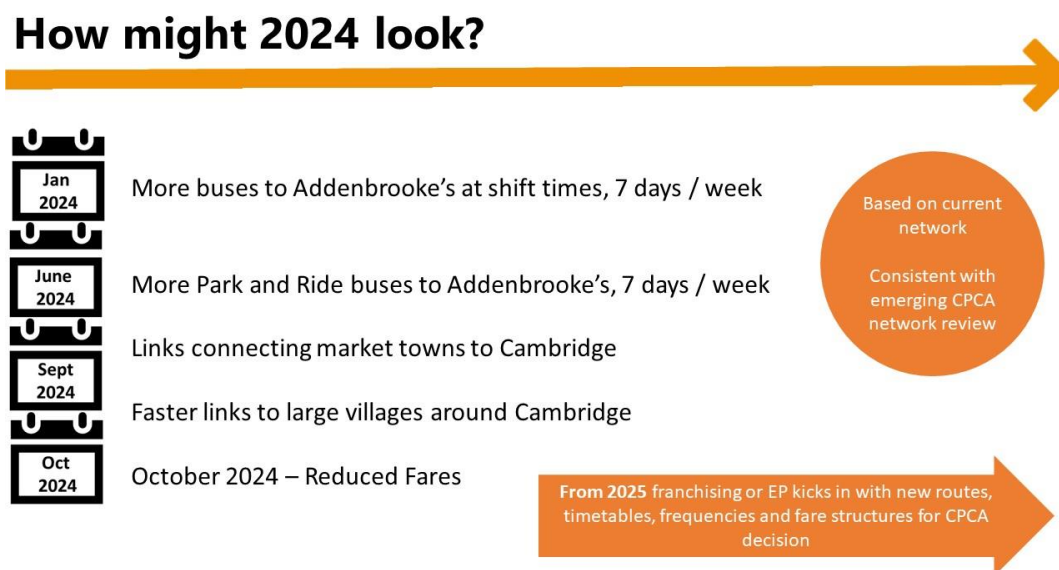 How might 2024 look?
Jan
2024
More buses to Addenbrooke's at shift times, 7 days / week
June
2024
More Park and Ride buses to Addenbrooke's, 7 days / week
Links connecting market towns to Cambridge
Sept
2024
Faster links to large villages around Cambridge
Oct
2024
October 2024 – Reduced Fares
Based on current
network
Consistent with
emerging CPCA
network review
From 2025 franchising or EP kicks in with new routes,
timetables, frequencies and fare structures for CPCA
decision